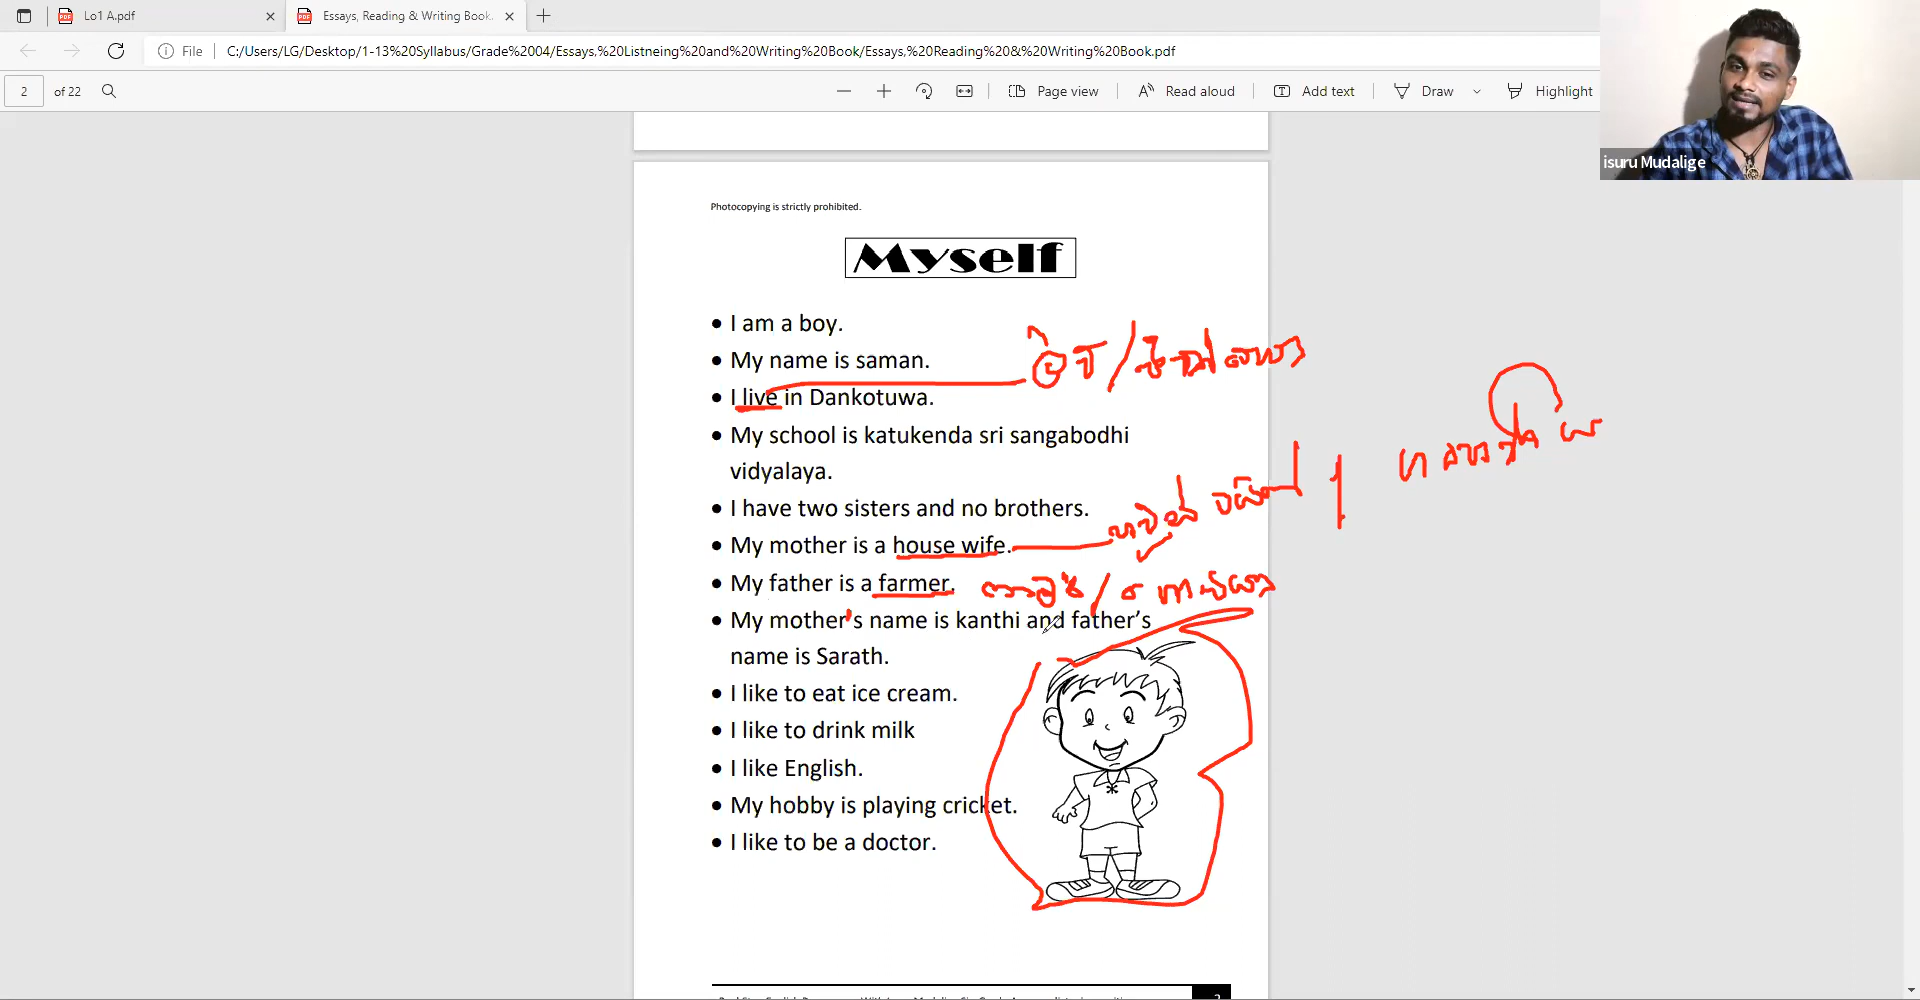 Lo1 A.pdf
Essays, Reading & Writing Book.
File
C:/Users/LG/Desktop/1-13%20Syllabus/Grade%2004/Essays,%20Listneing%20and%20Writing%20Book/Essays,%20Reading%20&%20Writing%20Book.pdf
2 of 22
Page view
Read aloud
Add text
Draw
Highlight
isuru Mudalige
Photocopying is strictly prohibited.
Myself
• I am a boy.
• My name is saman.
• I live in Dankotuwa.
• My school is katukenda sri sangabodhi
vidyalaya.
• I have two sisters and no brothers.
• My mother is a house wife.
• My father is a farmer.
• My mother's name is kanthi and father’s
name is Sarath.
• I like to eat ice cream.
• I like to drink milk
• I like English.
• My hobby is playing cricket.
• I like to be a doctor.